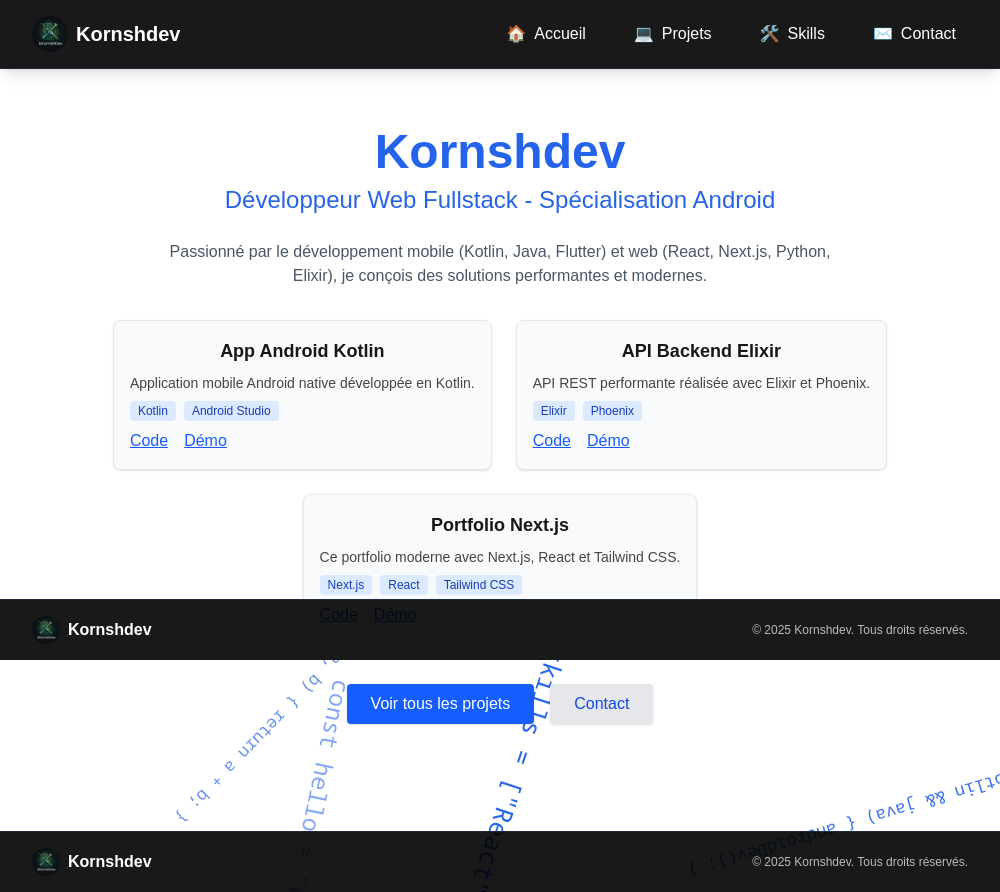 Kornshdev
🏠 Accueil
💻 Projets
🛠️ Skills
✉️ Contact
Kornshdev
Développeur Web Fullstack - Spécialisation Android
Passionné par le développement mobile (Kotlin, Java, Flutter) et web (React, Next.js, Python,
Elixir), je conçois des solutions performantes et modernes.
App Android Kotlin
Application mobile Android native développée en Kotlin.
Kotlin Android Studio
Code Démo
API Backend Elixir
API REST performante réalisée avec Elixir et Phoenix.
Elixir Phoenix
Code Démo
Portfolio Next.js
Ce portfolio moderne avec Next.js, React et Tailwind CSS.
Next.js React Tailwind CSS
Code Démo
Kornshdev
© 2025 Kornshdev. Tous droits réservés.
b) { return a + b; }
const hello =
= ["React"
Voir tous les projets
Contact
&& java) { androidDev(); }
Kornshdev
© 2025 Kornshdev. Tous droits réservés.